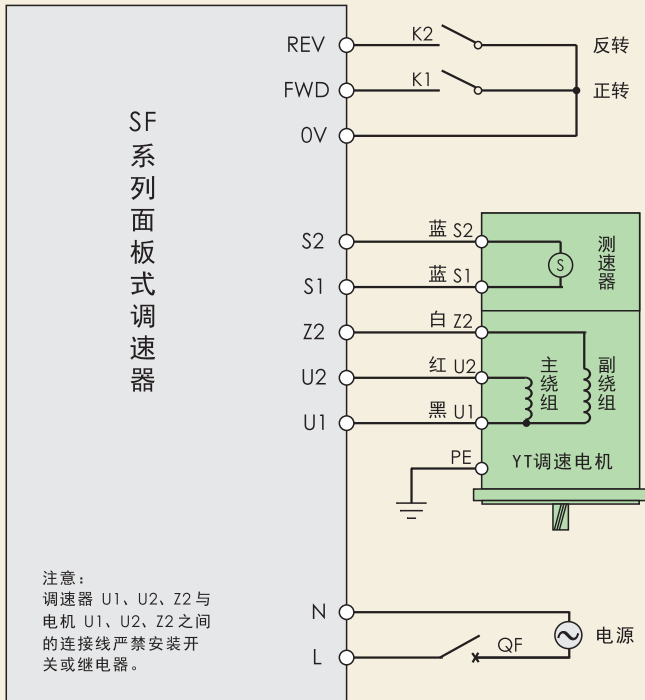 REV
K2
反转
FWD
K1
正转
0V
SF
系列面板式调速器
S2
蓝 S2
S
测速器
S1
蓝 S1
Z2
白 Z2
U2
红 U2
主绕组
副绕组
U1
黑 U1
PE
YT调速电机
注意：
调速器 U1、U2、Z2 与
电机 U1、U2、Z2 之间
的连接线严禁安装开
关或继电器。
N
L
QF
电源